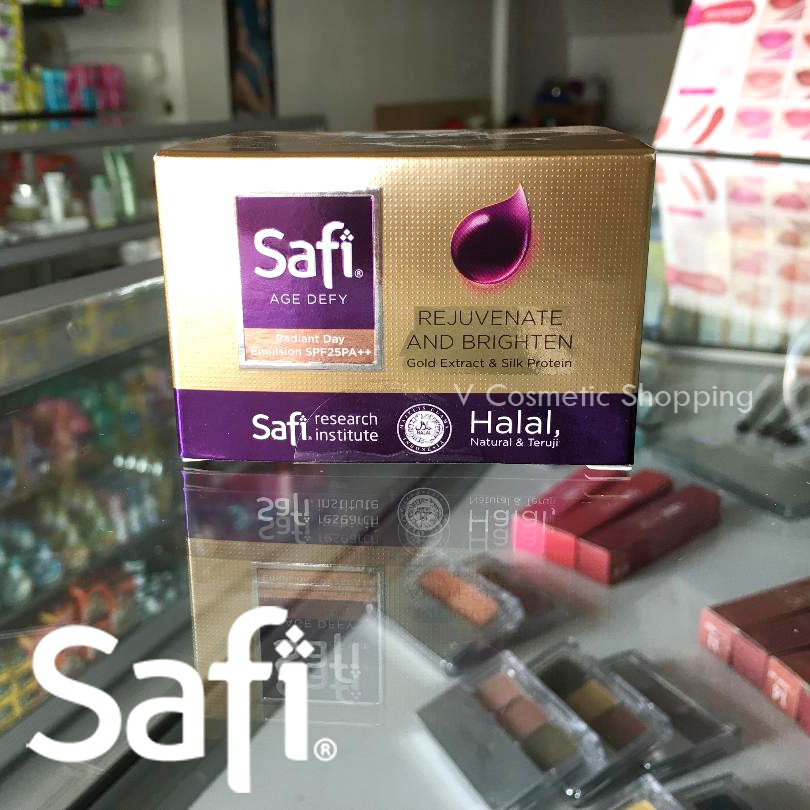 Safi®
AGE DEFY
Radiant Day
Emulsion SPF25PA++
REJUVENATE
AND BRIGHTEN
Gold Extract & Silk Protein
V Cosmetic Shopping
Safi® research
institute
HALAL
Halal,
Natural & Teruji
Safi®